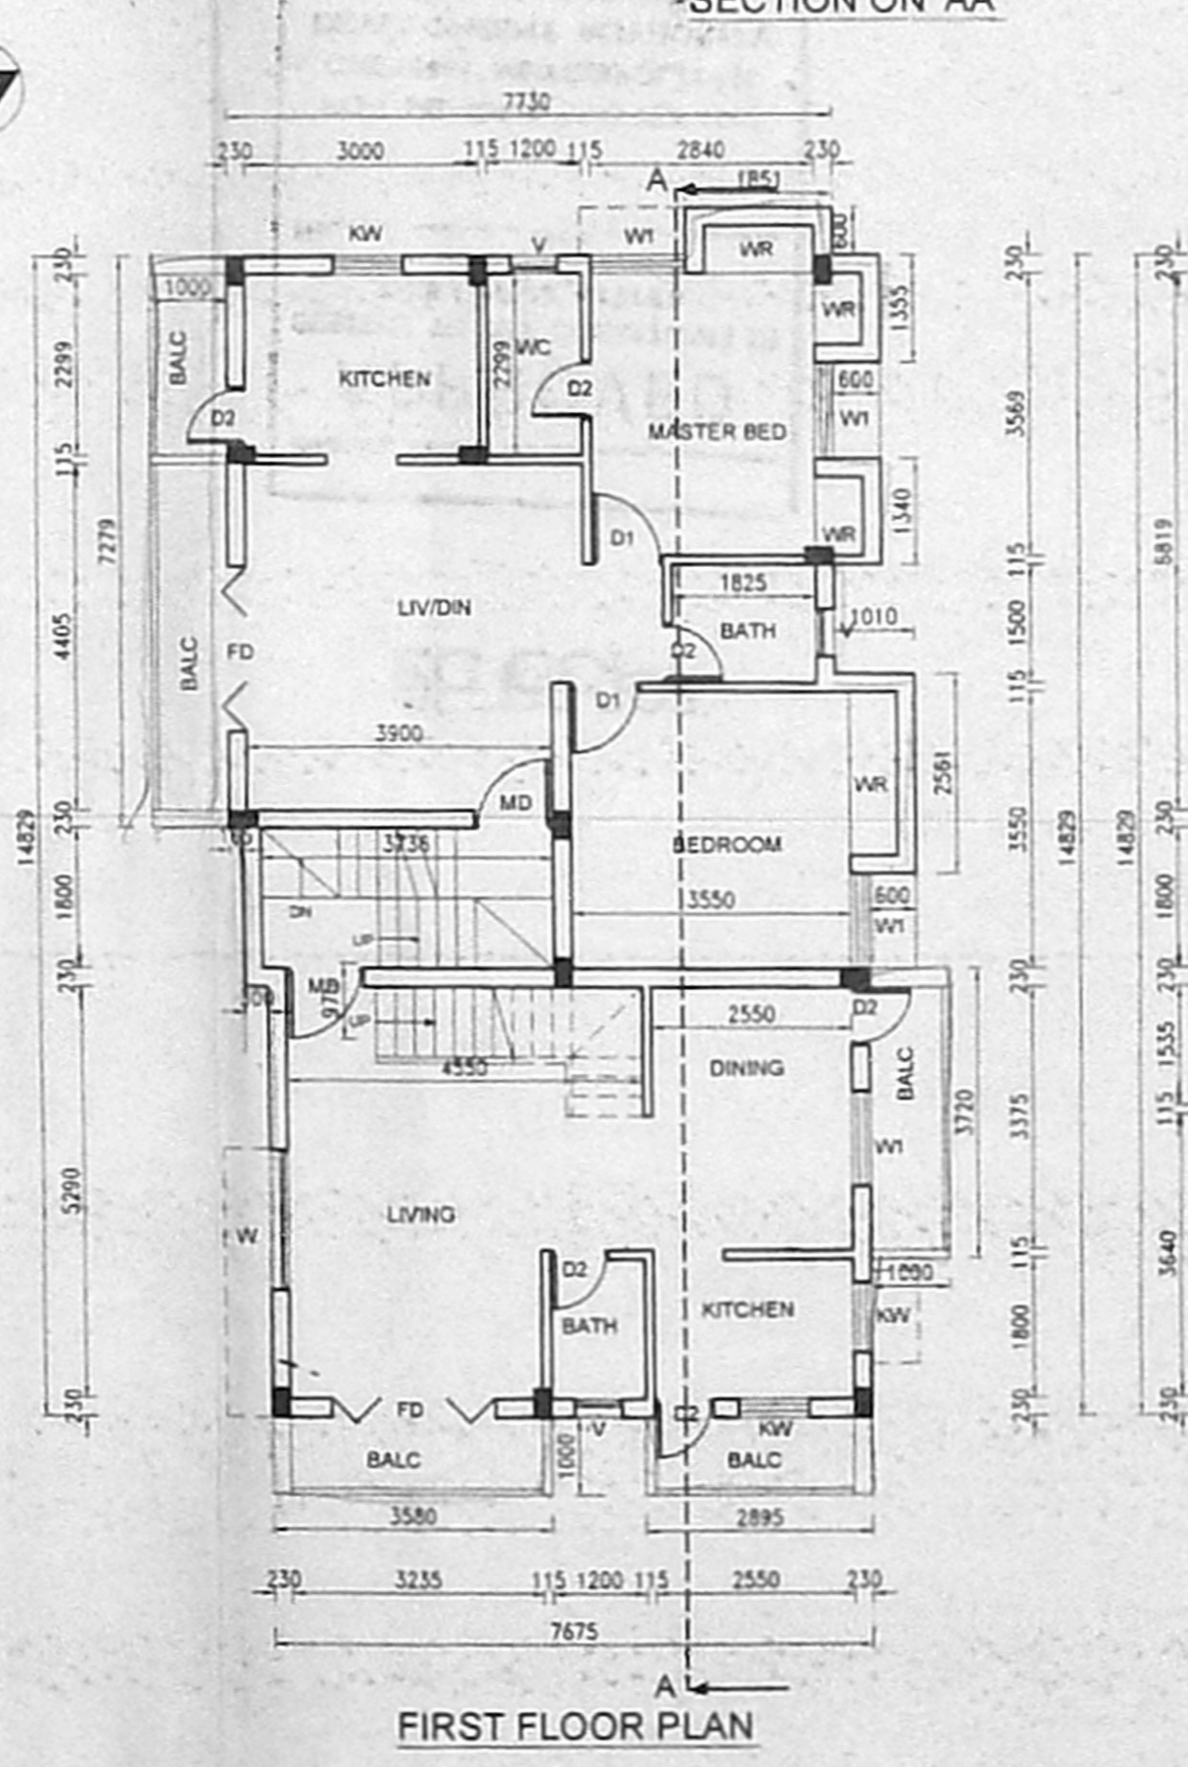 SECTION ON 'AA'
7730
230 3000 115 1200 115 2840 230
A 1851
KW V W1 WR 600
230 230 230
1000 WR 1355
BALC 2299 KITCHEN 2299 WC D2 600
D2 MASTER BED W1 3569
115 WR 1340
7279 D1 115 6819
4405 LIV/DIN 1825 1010 1500
BALC FD BATH V
D2 115
D1
3900 WR 2561
MD
14829 230 BEDROOM 3550 14829 14829 230
3736
1800 DN 3550 600 1800
UP W1
230 MD 230 230
975 D2
UP 2550
4550 DINING BALC 1535
3720 3375 115
W1
5290 LIVING
W 3640
D2 115
1000
BATH KITCHEN KW 1800
230 FD D2 230 230
V KW
BALC 1000 BALC
3580 2895
230 3235 115 1200 115 2550 230
7675
A
FIRST FLOOR PLAN